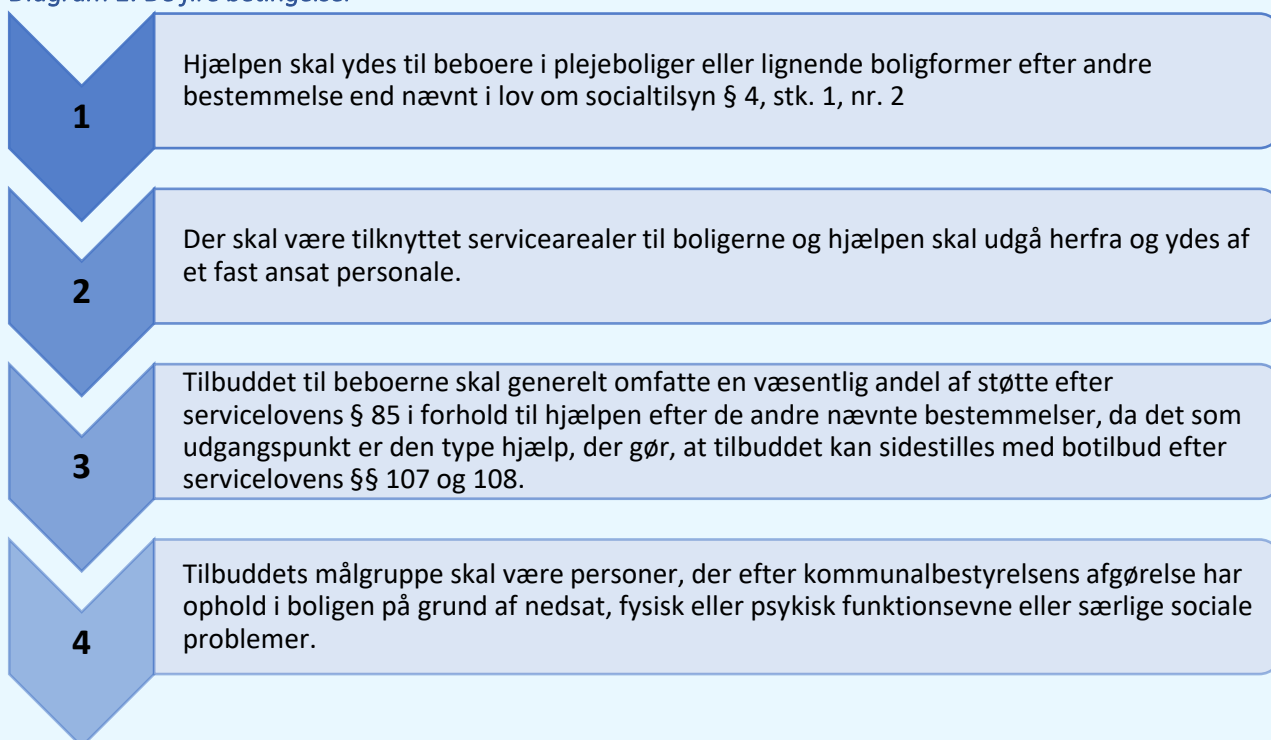 Diagram 2: De fire betingelser
1
Hjælpen skal ydes til beboere i plejeboliger eller lignende boligformer efter andre
bestemmelse end nævnt i lov om socialtilsyn § 4, stk. 1, nr. 2
2
Der skal være tilknyttet servicearealer til boligerne og hjælpen skal udgå herfra og ydes af
et fast ansat personale.
3
Tilbuddet til beboerne skal generelt omfatte en væsentlig andel af støtte efter
servicelovens § 85 i forhold til hjælpen efter de andre nævnte bestemmelser, da det som
udgangspunkt er den type hjælp, der gør, at tilbuddet kan sidestilles med botilbud efter
servicelovens §§ 107 og 108.
4
Tilbuddets målgruppe skal være personer, der efter kommunalbestyrelsens afgørelse har
ophold i boligen på grund af nedsat, fysisk eller psykisk funktionsevne eller særlige sociale
problemer.